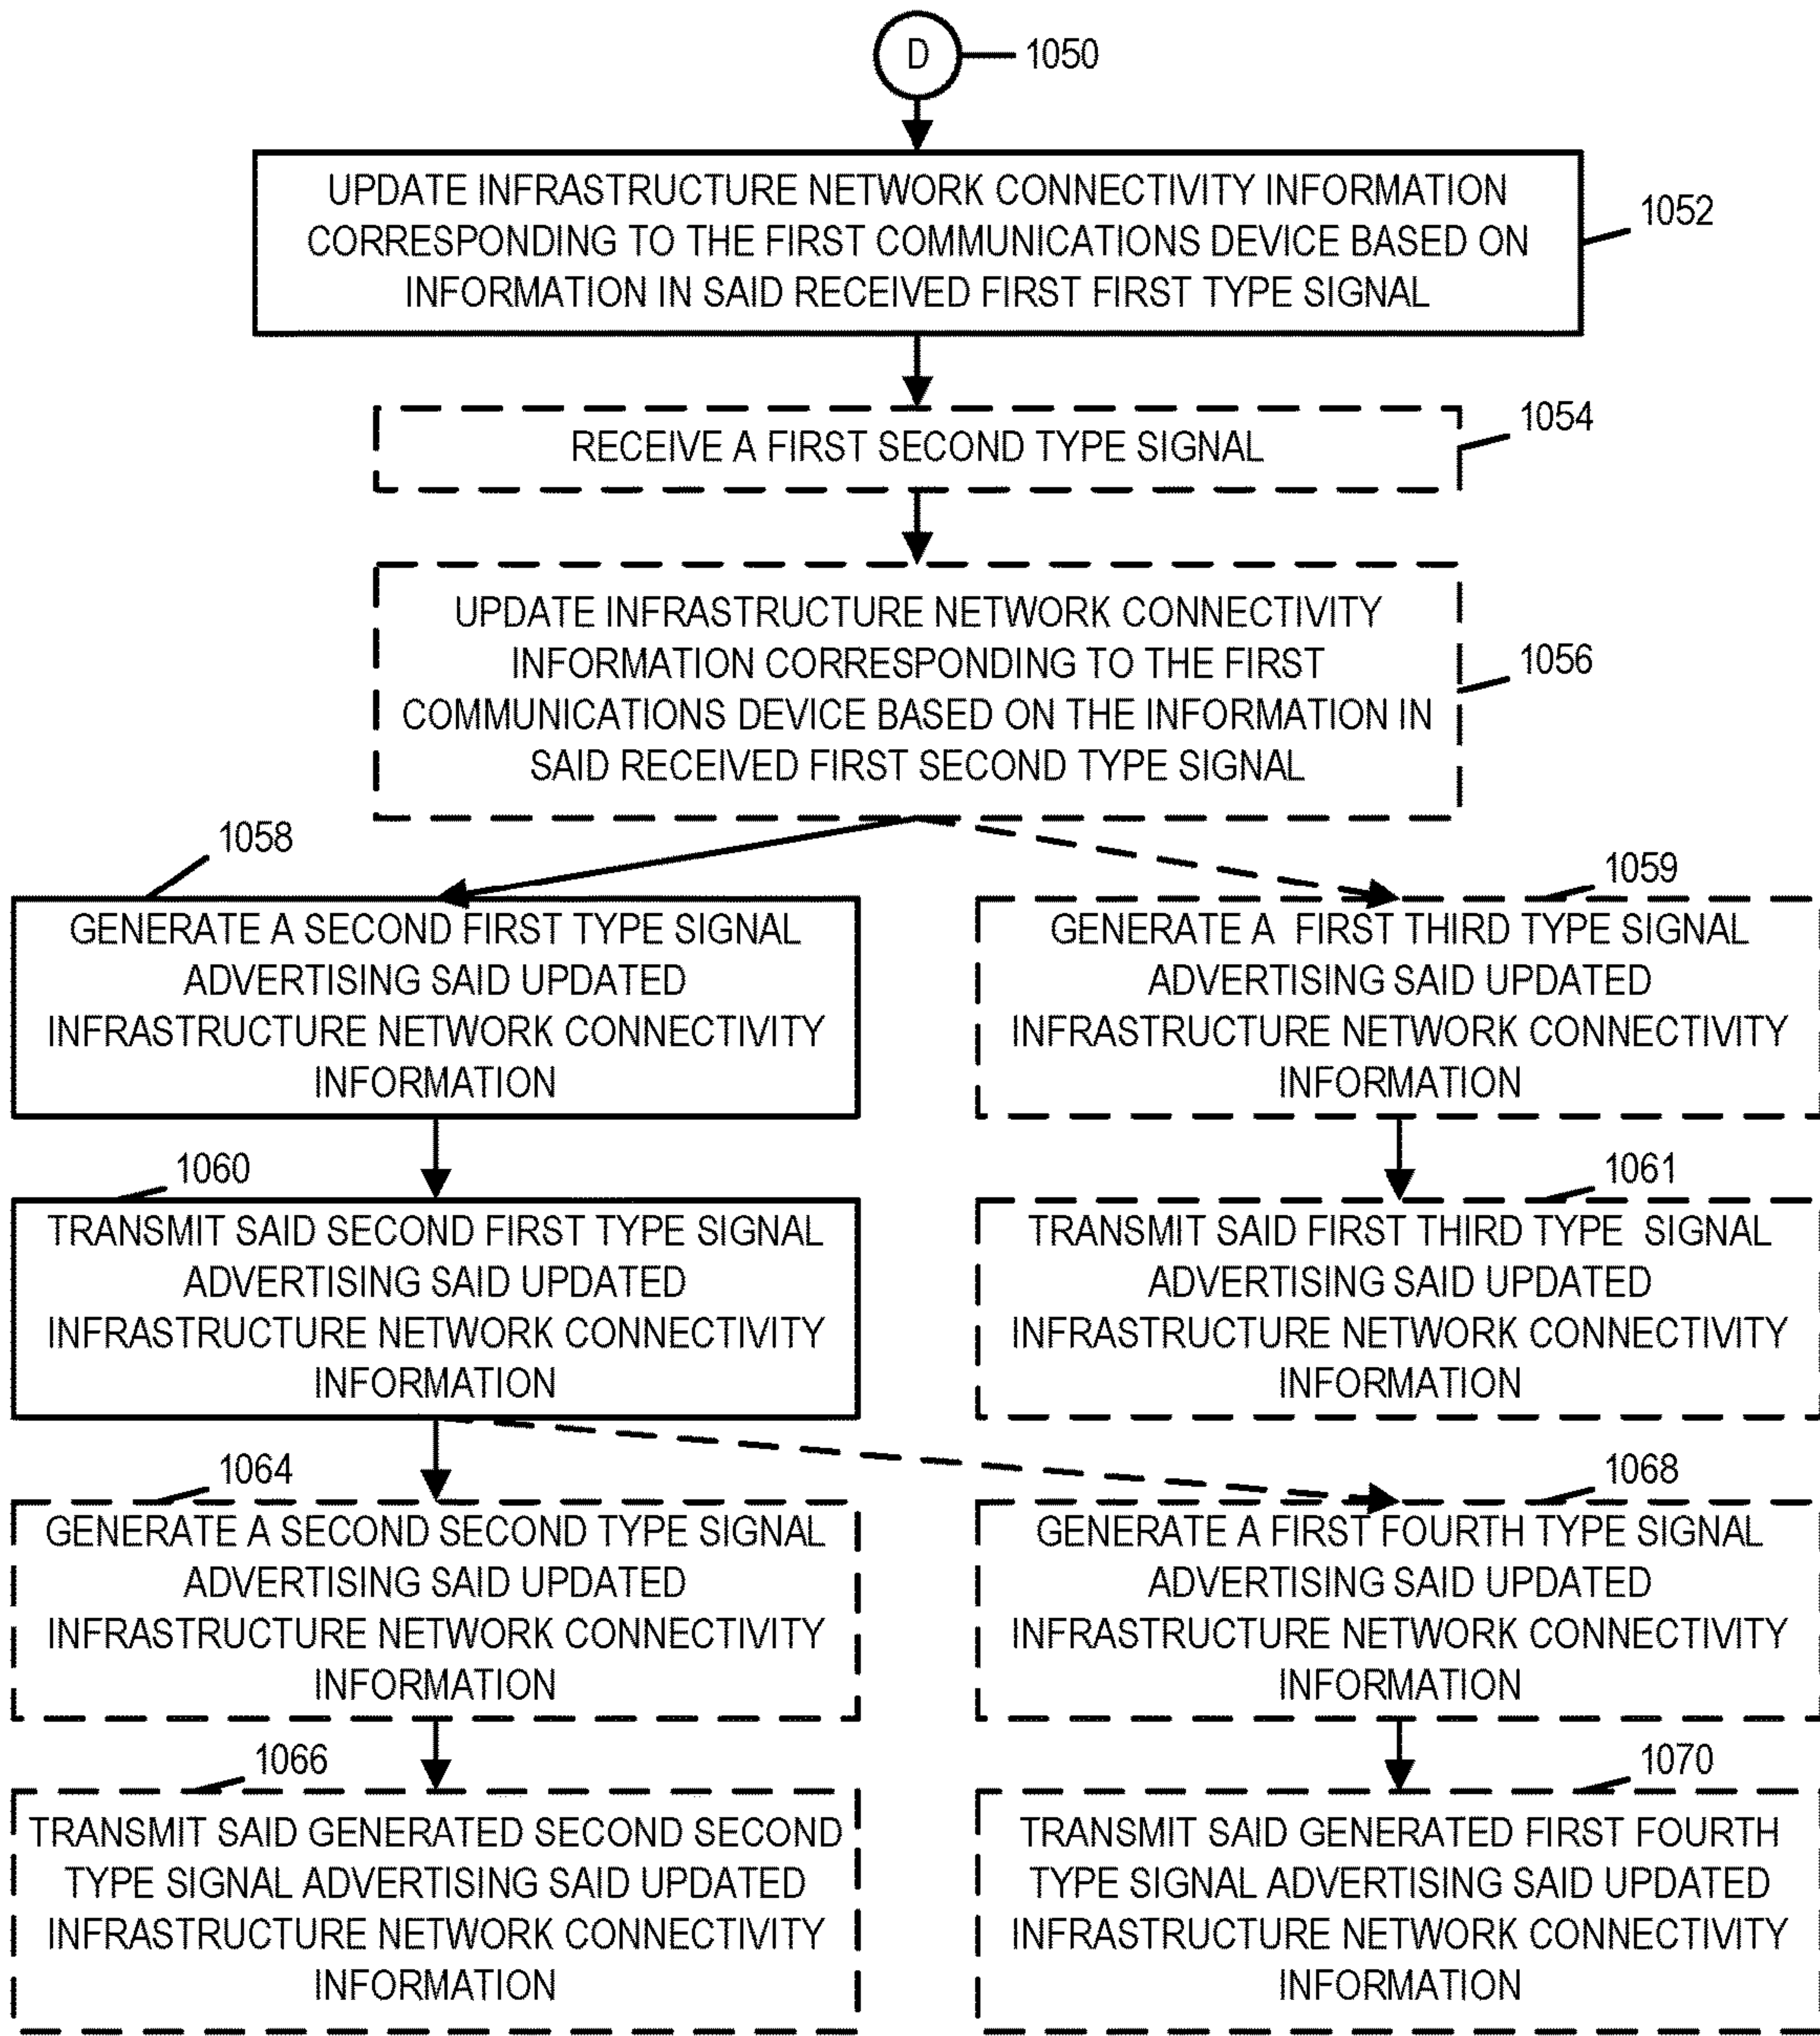 D
1050
UPDATE INFRASTRUCTURE NETWORK CONNECTIVITY INFORMATION
CORRESPONDING TO THE FIRST COMMUNICATIONS DEVICE BASED ON
INFORMATION IN SAID RECEIVED FIRST FIRST TYPE SIGNAL
1052
RECEIVE A FIRST SECOND TYPE SIGNAL
1054
UPDATE INFRASTRUCTURE NETWORK CONNECTIVITY
INFORMATION CORRESPONDING TO THE FIRST
COMMUNICATIONS DEVICE BASED ON THE INFORMATION IN
SAID RECEIVED FIRST SECOND TYPE SIGNAL
1056
1058
GENERATE A SECOND FIRST TYPE SIGNAL
ADVERTISING SAID UPDATED
INFRASTRUCTURE NETWORK CONNECTIVITY
INFORMATION
1059
GENERATE A FIRST THIRD TYPE SIGNAL
ADVERTISING SAID UPDATED
INFRASTRUCTURE NETWORK CONNECTIVITY
INFORMATION
1060
TRANSMIT SAID SECOND FIRST TYPE SIGNAL
ADVERTISING SAID UPDATED
INFRASTRUCTURE NETWORK CONNECTIVITY
INFORMATION
1061
TRANSMIT SAID FIRST THIRD TYPE SIGNAL
ADVERTISING SAID UPDATED
INFRASTRUCTURE NETWORK CONNECTIVITY
INFORMATION
1064
GENERATE A SECOND SECOND TYPE SIGNAL
ADVERTISING SAID UPDATED
INFRASTRUCTURE NETWORK CONNECTIVITY
INFORMATION
1068
GENERATE A FIRST FOURTH TYPE SIGNAL
ADVERTISING SAID UPDATED
INFRASTRUCTURE NETWORK CONNECTIVITY
INFORMATION
1066
TRANSMIT SAID GENERATED SECOND SECOND
TYPE SIGNAL ADVERTISING SAID UPDATED
INFRASTRUCTURE NETWORK CONNECTIVITY
INFORMATION
1070
TRANSMIT SAID GENERATED FIRST FOURTH
TYPE SIGNAL ADVERTISING SAID UPDATED
INFRASTRUCTURE NETWORK CONNECTIVITY
INFORMATION